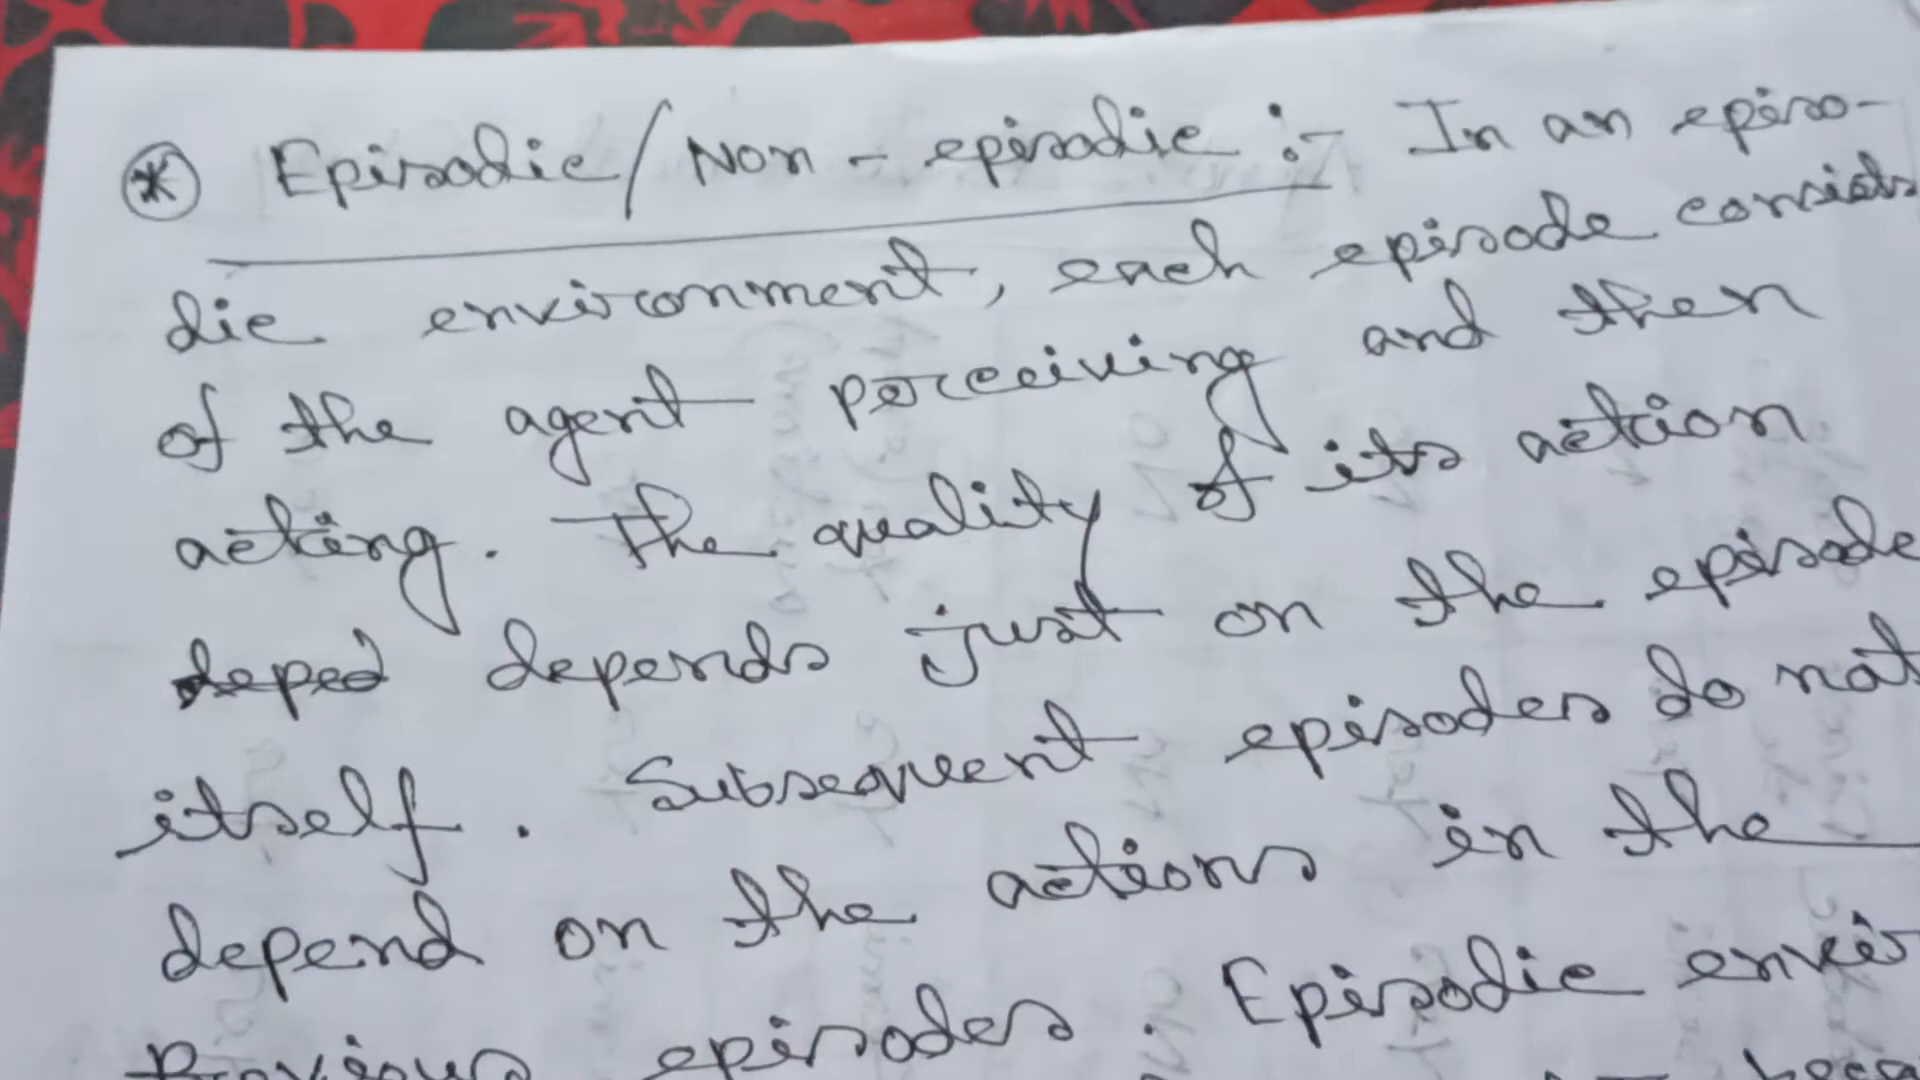 * Episodic/Non-episodic :- In an episo-
dic environment, each episode consists
of the agent perceiving and then
acting. The quality of its action
deped depends just on the episode
itself. Subsequent episodes do not
depend on the actions in the
Previous episodes. Episodic envir